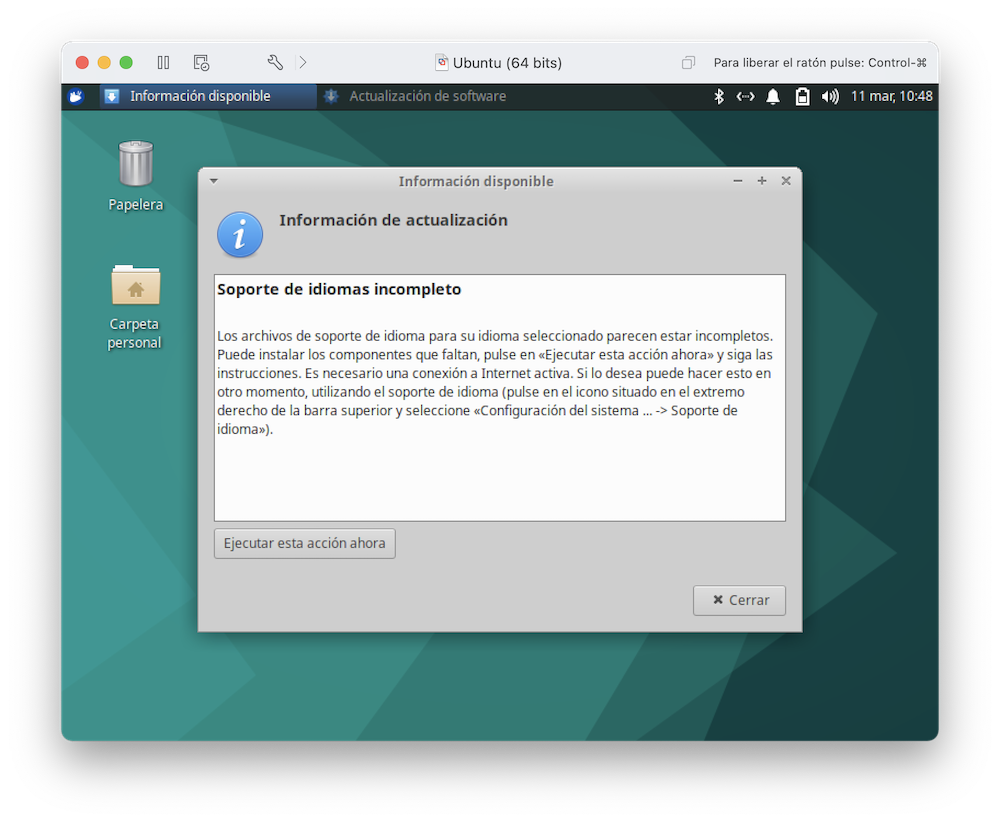 Ubuntu (64 bits)
Para liberar el ratón pulse: Control-⌘
Información disponible
Actualización de software
11 mar, 10:48
Papelera
Carpeta
personal
Información disponible
Información de actualización
Soporte de idiomas incompleto
Los archivos de soporte de idioma para su idioma seleccionado parecen estar incompletos.
Puede instalar los componentes que faltan, pulse en «Ejecutar esta acción ahora» y siga las
instrucciones. Es necesario una conexión a Internet activa. Si lo desea puede hacer esto en
otro momento, utilizando el soporte de idioma (pulse en el icono situado en el extremo
derecho de la barra superior y seleccione «Configuración del sistema ... -> Soporte de
idioma»).
Ejecutar esta acción ahora
Cerrar